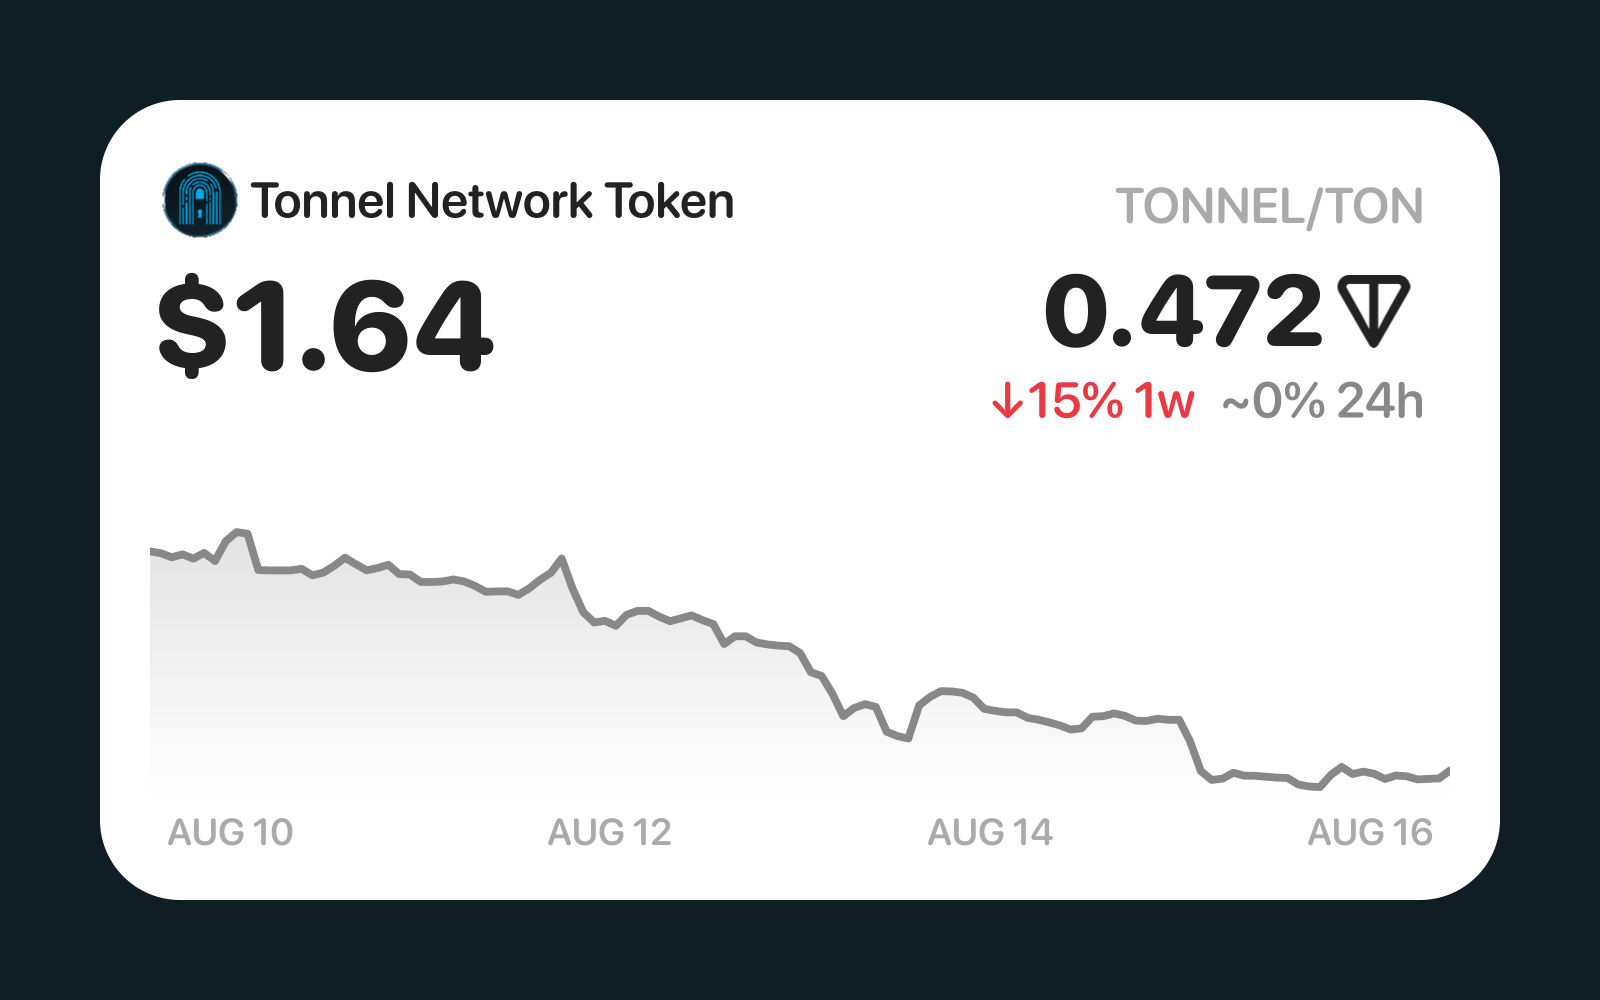 Tonnel Network Token
TONNEL/TON
$1.64
0.472
↓15% 1w ~0% 24h
AUG 10
AUG 12
AUG 14
AUG 16